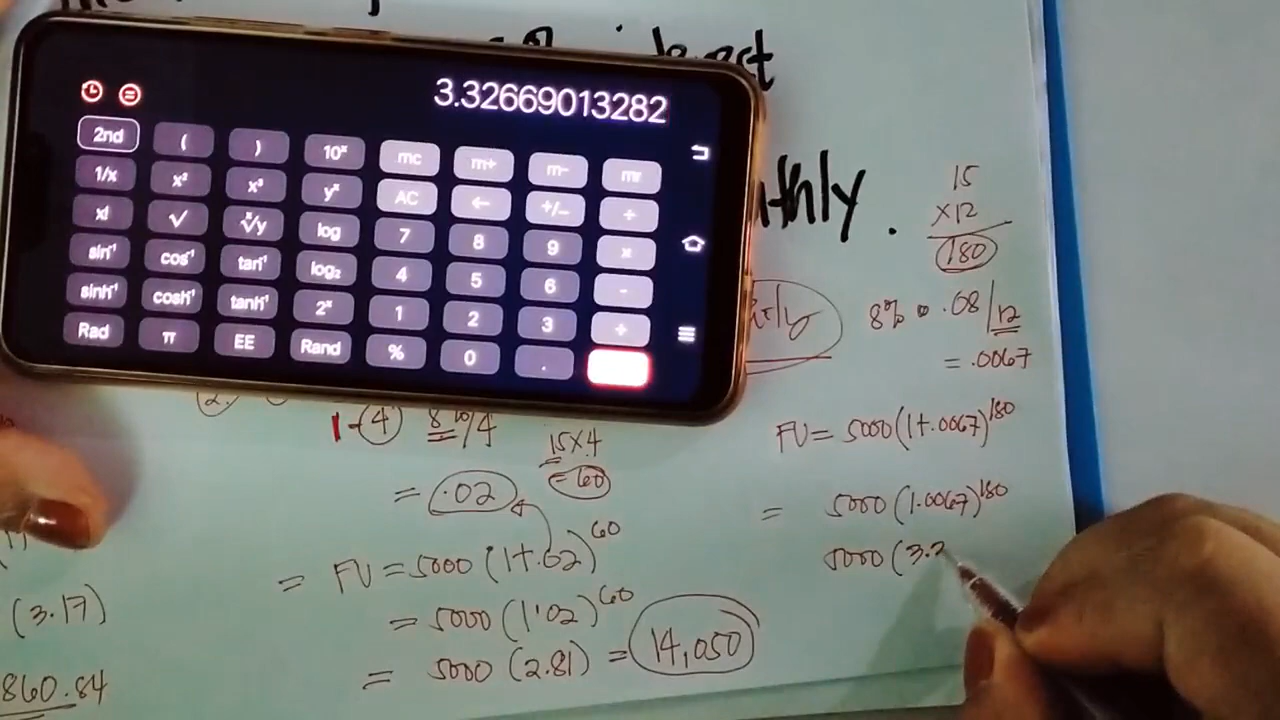 3.32669013282
2nd ( ) 10ˣ mc m+ m- mr
1/x x² x³ yˣ AC ← +/- ÷
x! √ ˣ√y log 7 8 9 ×
sin⁻¹ cos⁻¹ tan⁻¹ log₂ 4 5 6 -
sinh⁻¹ cosh⁻¹ tanh⁻¹ 2ˣ 1 2 3 +
Rad π EE Rand % 0 .
15
×12
180
8% .08/12
= .0067
FU = 5000(1+.0067)¹⁸⁰
= 5000(1.0067)¹⁸⁰
5000(3.3
8%/4
15×4
= 60
= .02
= FU = 5000(1+.02)⁶⁰
= 5000(1.02)⁶⁰
= 5000(2.81) = 14,050
(3.17)
860.84